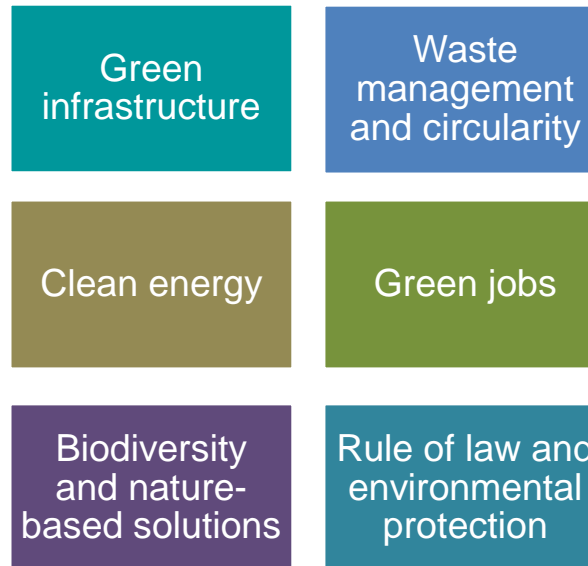 Green
infrastructure
Waste
management
and circularity
Clean energy
Green jobs
Biodiversity
and nature-
based solutions
Rule of law and
environmental
protection